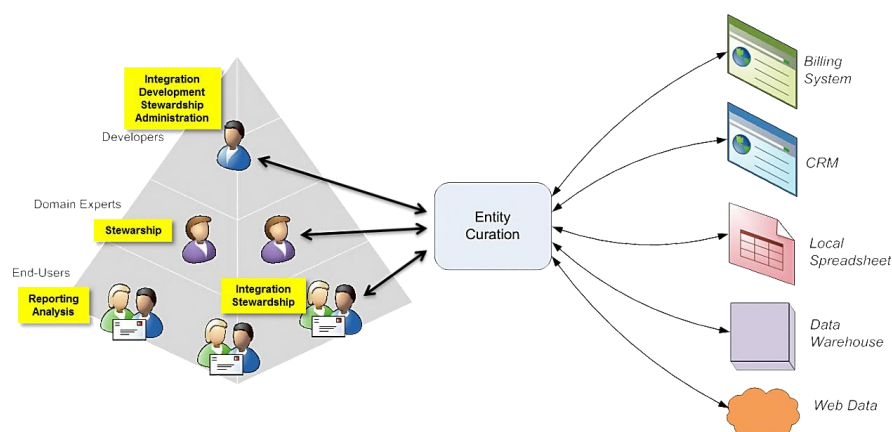 Integration
Development
Stewardship
Administration
Developers
Domain Experts
Stewarship
End-Users
Reporting
Analysis
Integration
Stewardship
Entity
Curation
Billing
System
CRM
Local
Spreadsheet
Data
Warehouse
Web Data